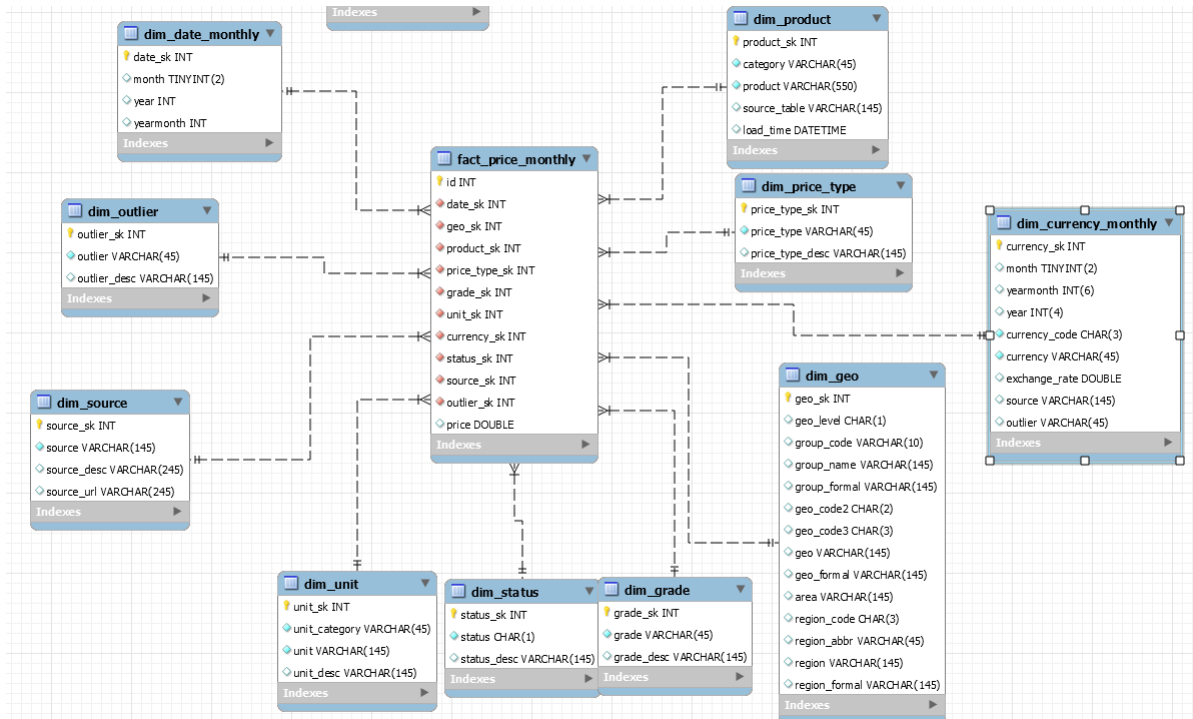 Indexes
dim_date_monthly
date_sk INT
month TINYINT(2)
year INT
yearmonth INT
Indexes
dim_product
product_sk INT
category VARCHAR(45)
product VARCHAR(550)
source_table VARCHAR(145)
load_time DATETIME
Indexes
fact_price_monthly
id INT
date_sk INT
geo_sk INT
product_sk INT
price_type_sk INT
grade_sk INT
unit_sk INT
currency_sk INT
status_sk INT
source_sk INT
outlier_sk INT
price DOUBLE
Indexes
dim_price_type
price_type_sk INT
price_type VARCHAR(45)
price_type_desc VARCHAR(145)
Indexes
dim_outlier
outlier_sk INT
outlier VARCHAR(45)
outlier_desc VARCHAR(145)
Indexes
dim_currency_monthly
currency_sk INT
month TINYINT(2)
yearmonth INT(6)
year INT(4)
currency_code CHAR(3)
currency VARCHAR(45)
exchange_rate DOUBLE
source VARCHAR(145)
outlier VARCHAR(45)
Indexes
dim_source
source_sk INT
source VARCHAR(145)
source_desc VARCHAR(245)
source_url VARCHAR(245)
Indexes
dim_geo
geo_sk INT
geo_level CHAR(1)
group_code VARCHAR(10)
group_name VARCHAR(145)
group_formal VARCHAR(145)
geo_code2 CHAR(2)
geo_code3 CHAR(3)
geo VARCHAR(145)
geo_formal VARCHAR(145)
area VARCHAR(145)
region_code CHAR(3)
region_abbr VARCHAR(45)
region VARCHAR(145)
region_formal VARCHAR(145)
Indexes
dim_unit
unit_sk INT
unit_category VARCHAR(45)
unit VARCHAR(145)
unit_desc VARCHAR(145)
Indexes
dim_status
status_sk INT
status CHAR(1)
status_desc VARCHAR(145)
Indexes
dim_grade
grade_sk INT
grade VARCHAR(45)
grade_desc VARCHAR(145)
Indexes